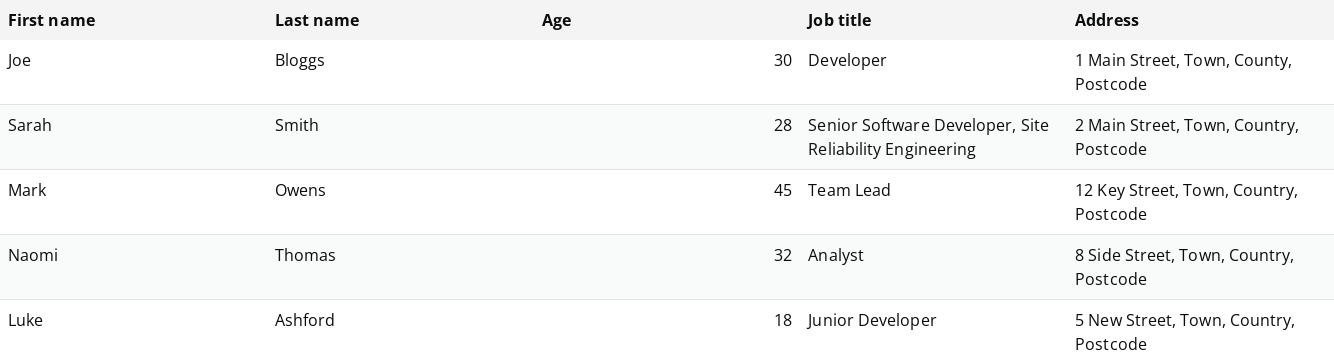 First name Last name Age Job title Address
Joe Bloggs 30 Developer 1 Main Street, Town, County,
Postcode
Sarah Smith 28 Senior Software Developer, Site 2 Main Street, Town, Country,
Reliability Engineering Postcode
Mark Owens 45 Team Lead 12 Key Street, Town, Country,
Postcode
Naomi Thomas 32 Analyst 8 Side Street, Town, Country,
Postcode
Luke Ashford 18 Junior Developer 5 New Street, Town, Country,
Postcode